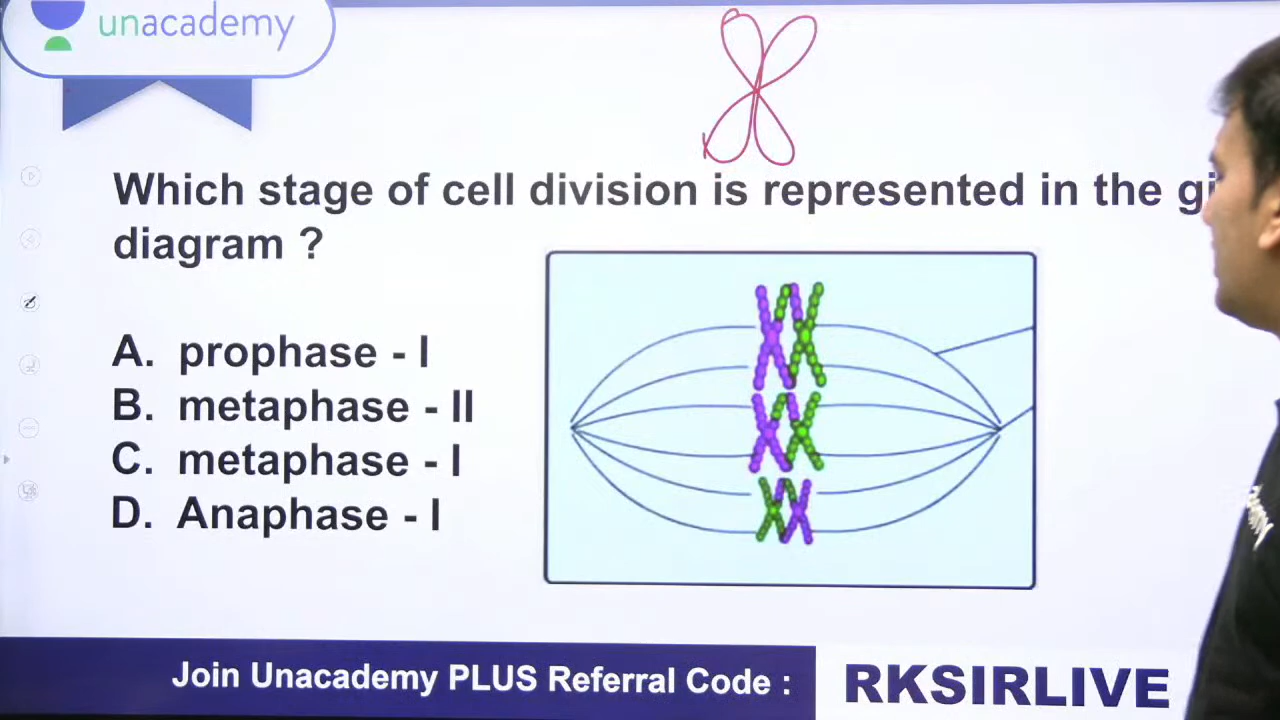 unacademy
Which stage of cell division is represented in the
diagram ?
A. prophase - I
B. metaphase - II
C. metaphase - I
D. Anaphase - I
Join Unacademy PLUS Referral Code :
RKSIRLIVE